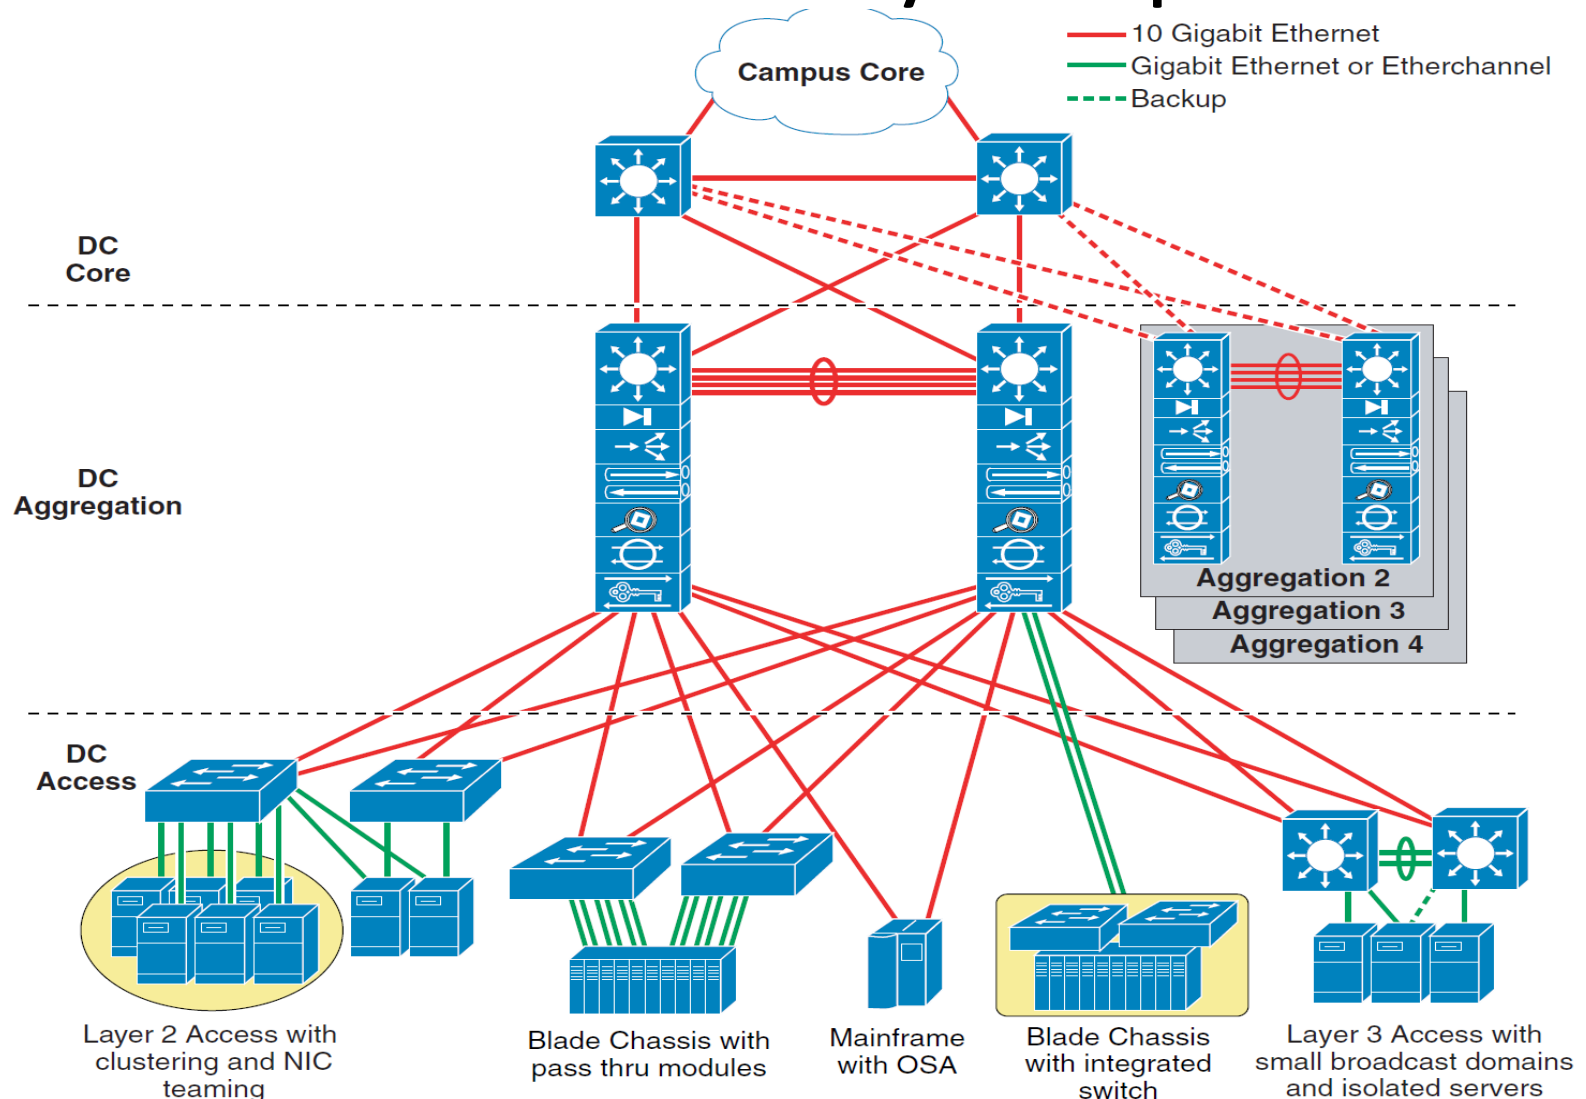 10 Gigabit Ethernet
Gigabit Ethernet or Etherchannel
Backup
Campus Core
DC
Core
DC
Aggregation
Aggregation 2
Aggregation 3
Aggregation 4
DC
Access
Layer 2 Access with
clustering and NIC
teaming
Blade Chassis with
pass thru modules
Mainframe
with OSA
Blade Chassis
with integrated
switch
Layer 3 Access with
small broadcast domains
and isolated servers